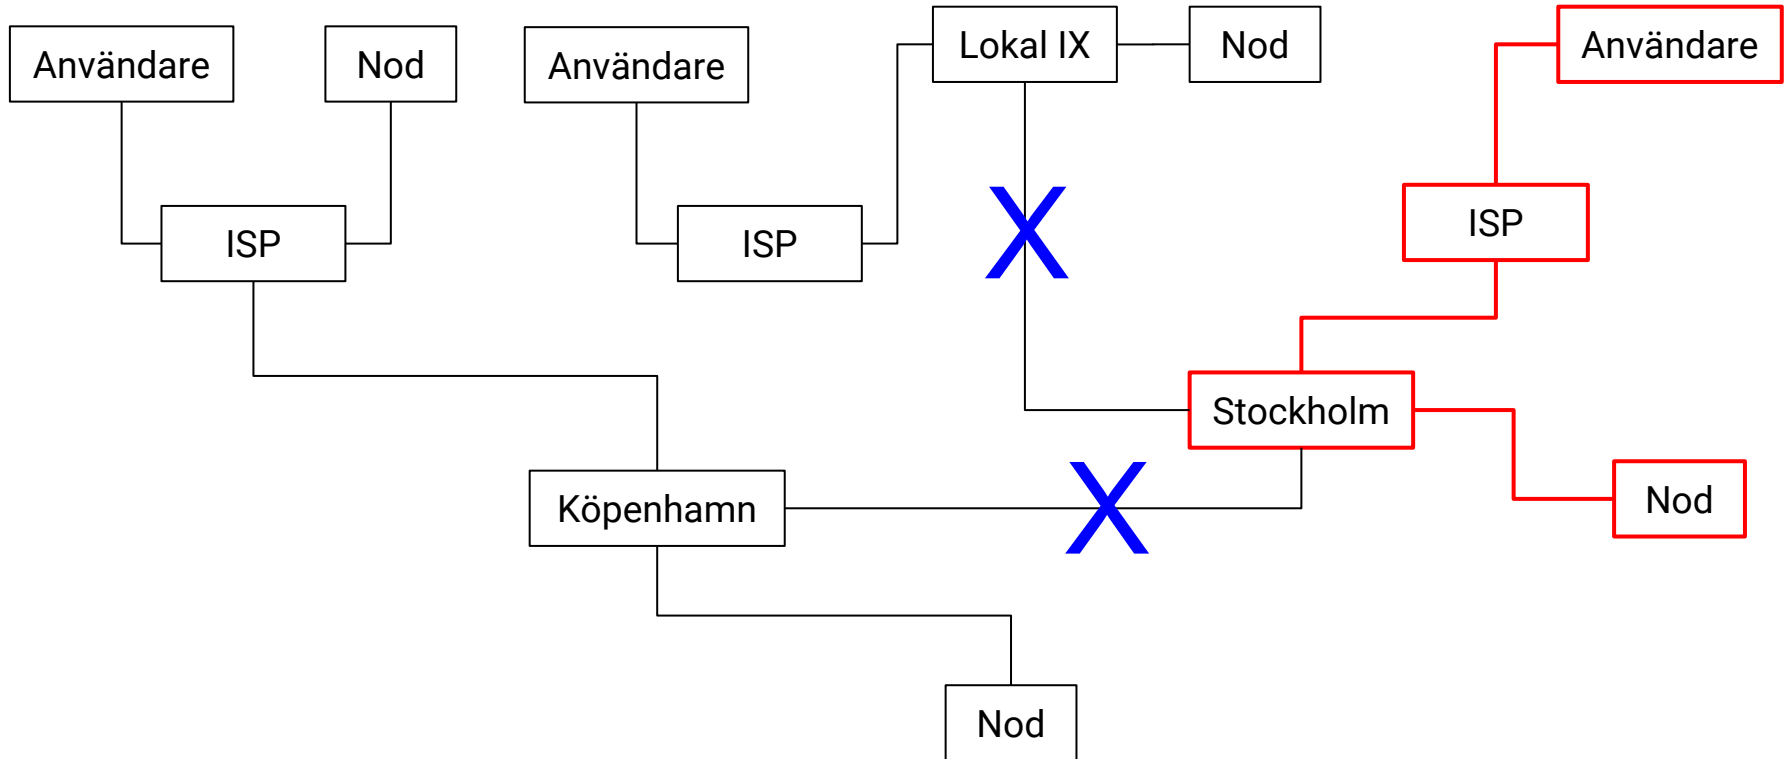 Användare
Nod
Användare
Lokal IX
Nod
Användare
ISP
ISP
X
ISP
Stockholm
Köpenhamn
X
Nod
Nod